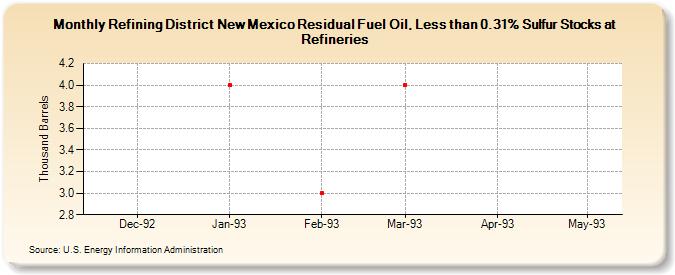 Monthly Refining District New Mexico Residual Fuel Oil, Less than 0.31% Sulfur Stocks at
Refineries
Thousand Barrels
4.2
4.0
3.8
3.6
3.4
3.2
3.0
2.8
Dec-92 Jan-93 Feb-93 Mar-93 Apr-93 May-93
Source: U.S. Energy Information Administration